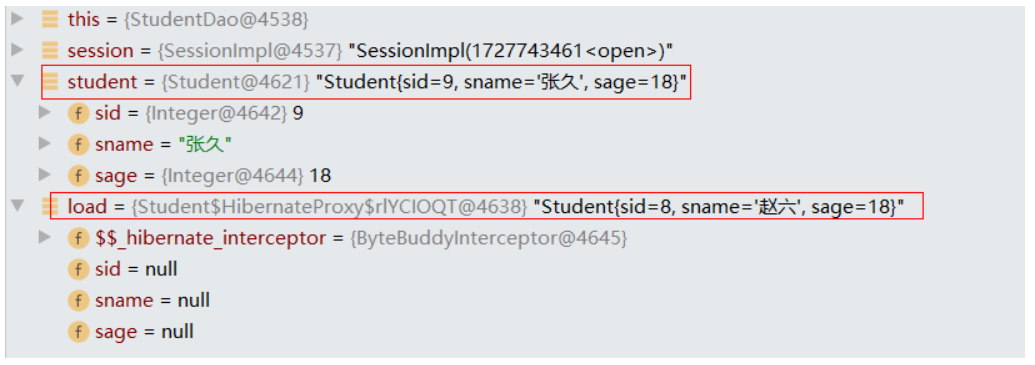 this = {StudentDao@4538}
session = {SessionImpl@4537} "SessionImpl(1727743461<open>)"
student = {Student@4621} "Student{sid=9, sname='张久', sage=18}"
f sid = {Integer@4642} 9
f sname = "张久"
f sage = {Integer@4644} 18
load = {Student$HibernateProxy$rlYCIOQT@4638} "Student{sid=8, sname='赵六', sage=18}"
f $$_hibernate_interceptor = {ByteBuddyInterceptor@4645}
f sid = null
f sname = null
f sage = null